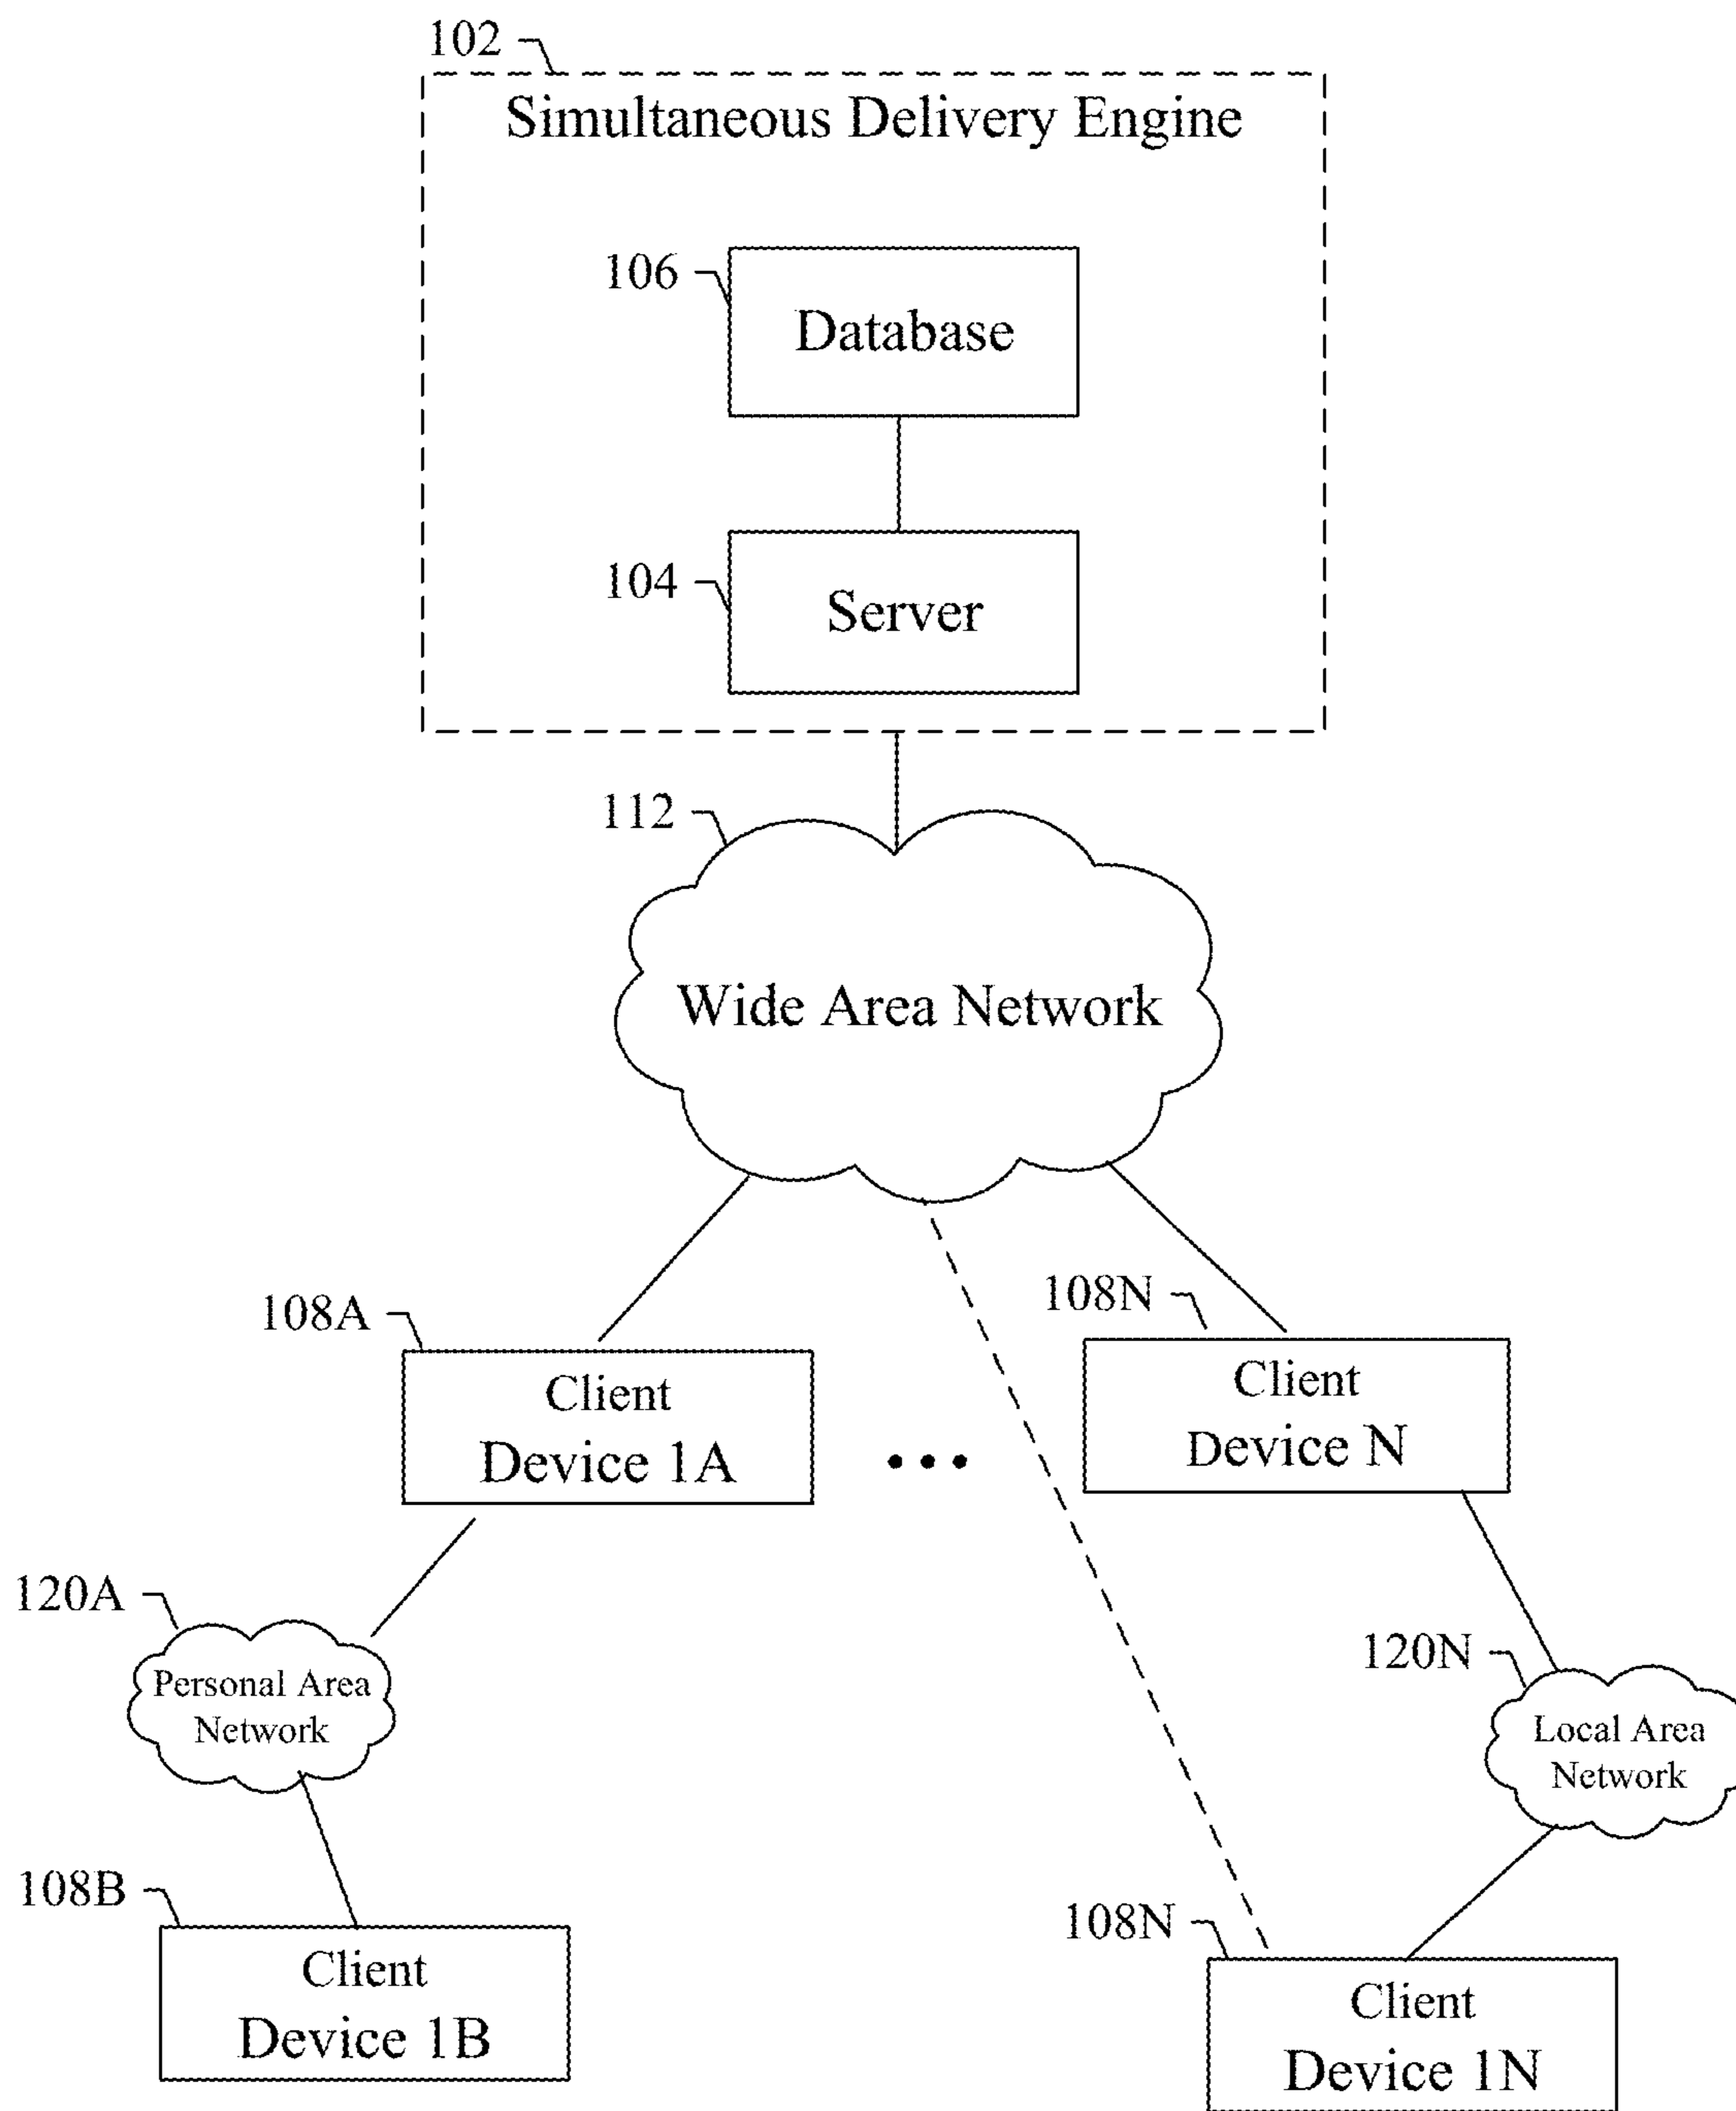 102
Simultaneous Delivery Engine
106
Database
104
Server
112
Wide Area Network
108A
Client
Device 1A
...
108N
Client
Device N
120A
Personal Area
Network
120N
Local Area
Network
108B
Client
Device 1B
108N
Client
Device 1N